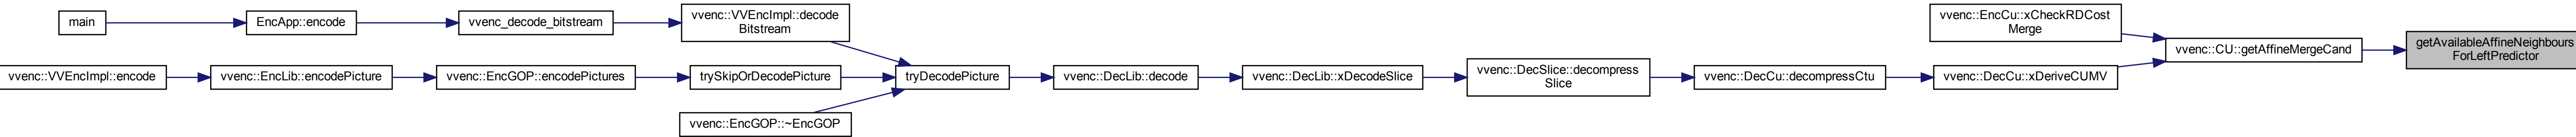 main
EncApp::encode
vvenc_decode_bitstream
vvenc::VVEncImpl::decode
Bitstream
vvenc::VVEncImpl::encode
vvenc::EncLib::encodePicture
vvenc::EncGOP::encodePictures
trySkipOrDecodePicture
vvenc::EncGOP::~EncGOP
tryDecodePicture
vvenc::DecLib::decode
vvenc::DecLib::xDecodeSlice
vvenc::DecSlice::decompress
Slice
vvenc::DecCu::decompressCtu
vvenc::DecCu::xDeriveCUMV
vvenc::EncCu::xCheckRDCost
Merge
vvenc::CU::getAffineMergeCand
getAvailableAffineNeighbours
ForLeftPredictor